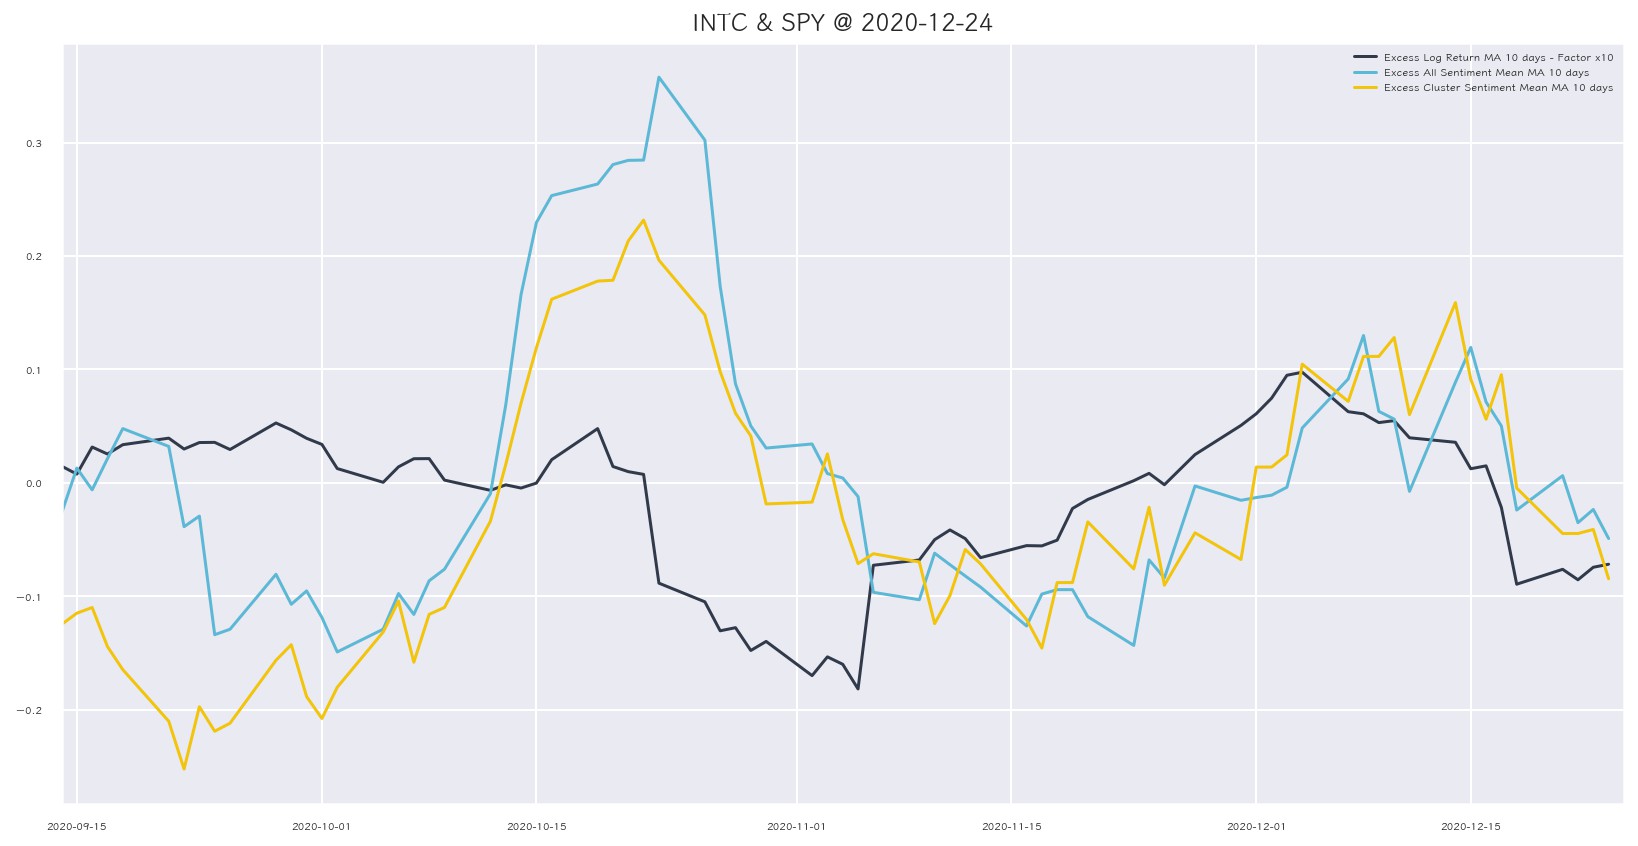 INTC & SPY @ 2020-12-24
Excess Log Return MA 10 days - Factor x10
Excess All Sentiment Mean MA 10 days
Excess Cluster Sentiment Mean MA 10 days
0.3
0.2
0.1
0.0
−0.1
−0.2
2020-09-15 2020-10-01 2020-10-15 2020-11-01 2020-11-15 2020-12-01 2020-12-15